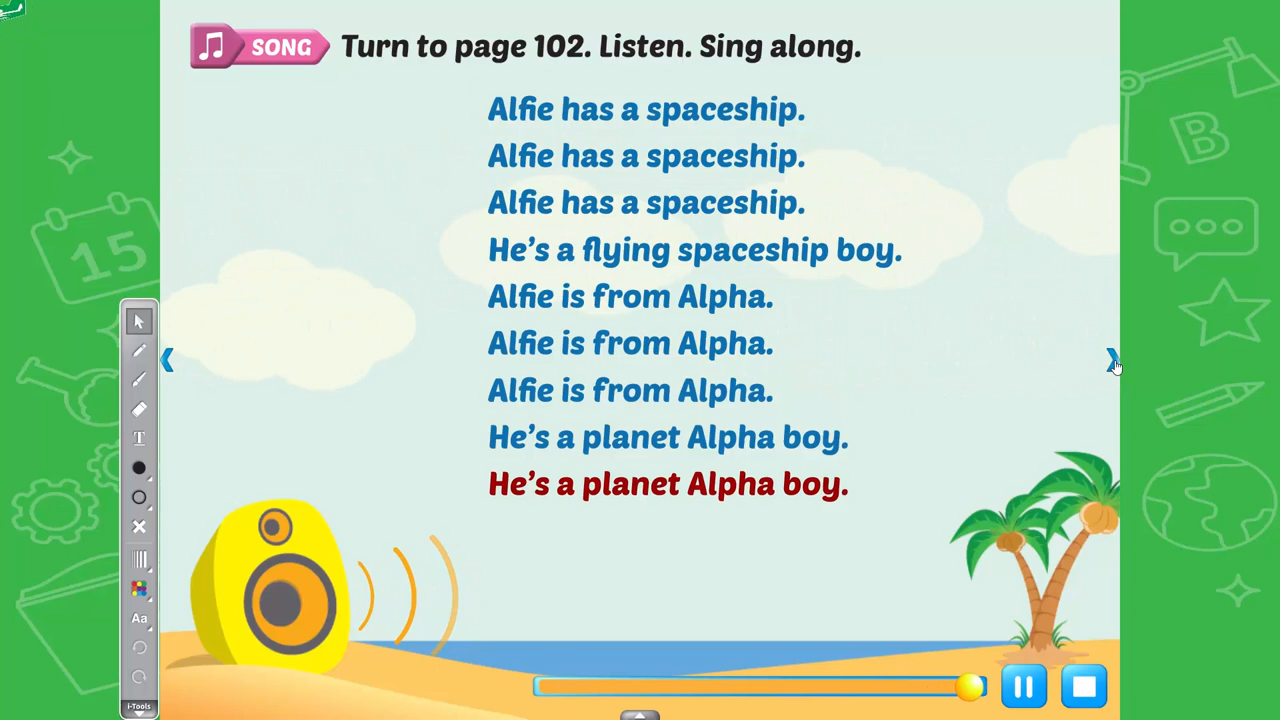 SONG Turn to page 102. Listen. Sing along.
Alfie has a spaceship.
Alfie has a spaceship.
Alfie has a spaceship.
He's a flying spaceship boy.
Alfie is from Alpha.
Alfie is from Alpha.
Alfie is from Alpha.
He's a planet Alpha boy.
He's a planet Alpha boy.
15
B
T
Aa
i-Tools